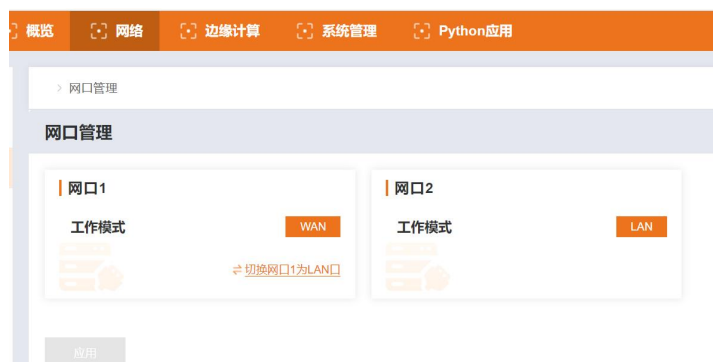 概览 网络 边缘计算 系统管理 Python应用
网口管理
网口管理
网口1
工作模式 WAN
切换网口1为LAN口
网口2
工作模式 LAN
应用